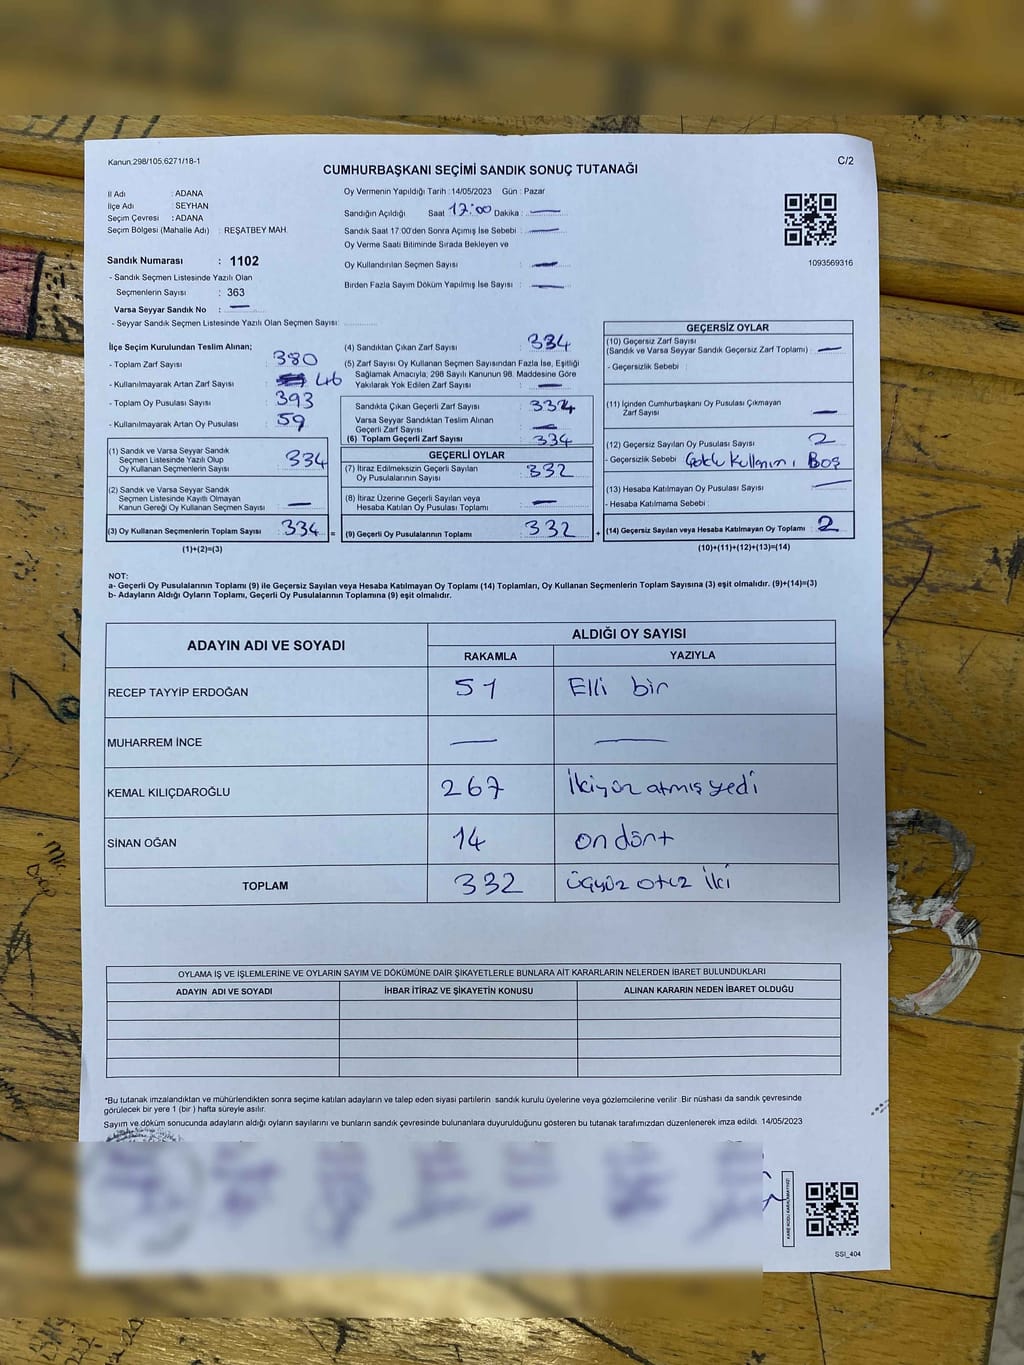 Kanun.298/105,6271/18-1
C/2
CUMHURBAŞKANI SEÇİMİ SANDIK SONUÇ TUTANAĞI
İl Adı : ADANA
İlçe Adı : SEYHAN
Seçim Çevresi : ADANA
Seçim Bölgesi (Mahalle Adı) : REŞATBEY MAH.
Sandık Numarası : 1102
- Sandık Seçmen Listesinde Yazılı Olan
Seçmenlerin Sayısı : 363
Varsa Seyyar Sandık No : —
- Seyyar Sandık Seçmen Listesinde Yazılı Olan Seçmen Sayısı:
Oy Vermenin Yapıldığı Tarih : 14/05/2023 Gün : Pazar
Sandığın Açıldığı Saat 17:00 Dakika : —
Sandık Saat 17:00'den Sonra Açımış İse Sebebi : —
Oy Verme Saati Bitiminde Sırada Bekleyen ve
Oy Kullandırılan Seçmen Sayısı : —
Birden Fazla Sayım Döküm Yapılmış İse Sayısı : —
1093569316
İlçe Seçim Kurulundan Teslim Alınan;
- Toplam Zarf Sayısı : 380
- Kullanılmayarak Artan Zarf Sayısı : 46
- Toplam Oy Pusulası Sayısı : 393
- Kullanılmayarak Artan Oy Pusulası : 59
(1) Sandık ve Varsa Seyyar Sandık
Seçmen Listesinde Yazılı Olup
Oy Kullanan Seçmenlerin Sayısı : 334
(2) Sandık ve Varsa Seyyar Sandık
Seçmen Listesinde Kayıtlı Olmayan
Kanun Gereği Oy Kullanan Seçmen Sayısı : —
(3) Oy Kullanan Seçmenlerin Toplam Sayısı : 334
(1)+(2)=(3)
(4) Sandıktan Çıkan Zarf Sayısı : 334
(5) Zarf Sayısı Oy Kullanan Seçmen Sayısından Fazla İse, Eşitliği
Sağlamak Amacıyla; 298 Sayılı Kanunun 98. Maddesine Göre
Yakılarak Yok Edilen Zarf Sayısı : —
Sandıkta Çıkan Geçerli Zarf Sayısı : 334
Varsa Seyyar Sandıktan Teslim Alınan
Geçerli Zarf Sayısı : —
(6) Toplam Geçerli Zarf Sayısı : 334
GEÇERLİ OYLAR
(7) İtiraz Edilmeksizin Geçerli Sayılan
Oy Pusulalarının Sayısı : 332
(8) İtiraz Üzerine Geçerli Sayılan veya
Hesaba Katılan Oy Pusulası Toplamı : —
= (9) Geçerli Oy Pusulalarının Toplamı : 332 +
GEÇERSİZ OYLAR
(10) Geçersiz Zarf Sayısı
(Sandık ve Varsa Seyyar Sandık Geçersiz Zarf Toplamı) : —
- Geçersizlik Sebebi :
(11) İçinden Cumhurbaşkanı Oy Pusulası Çıkmayan
Zarf Sayısı : —
(12) Geçersiz Sayılan Oy Pusulası Sayısı : 2
- Geçersizlik Sebebi : Çoklu Kullanım, Boş
(13) Hesaba Katılmayan Oy Pusulası Sayısı : —
- Hesaba Katılmama Sebebi :
(14) Geçersiz Sayılan veya Hesaba Katılmayan Oy Toplamı : 2
(10)+(11)+(12)+(13)=(14)
NOT:
a- Geçerli Oy Pusulalarının Toplamı (9) ile Geçersiz Sayılan veya Hesaba Katılmayan Oy Toplamı (14) Toplamları, Oy Kullanan Seçmenlerin Toplam Sayısına (3) eşit olmalıdır. (9)+(14)=(3)
b- Adayların Aldığı Oyların Toplamı, Geçerli Oy Pusulalarının Toplamına (9) eşit olmalıdır.
ADAYIN ADI VE SOYADI
ALDIĞI OY SAYISI
RAKAMLA YAZIYLA
RECEP TAYYİP ERDOĞAN 51 Elli bir
MUHARREM İNCE — —
KEMAL KILIÇDAROĞLU 267 İkiyüz atmış yedi
SİNAN OĞAN 14 on dört
TOPLAM 332 üçyüz otuz iki
OYLAMA İŞ VE İŞLEMLERİNE VE OYLARIN SAYIM VE DÖKÜMÜNE DAİR ŞİKAYETLERLE BUNLARA AİT KARARLARIN NELERDEN İBARET BULUNDUKLARI
ADAYIN ADI VE SOYADI İHBAR İTİRAZ VE ŞİKAYETİN KONUSU ALINAN KARARIN NEDEN İBARET OLDUĞU
*Bu tutanak imzalandıktan ve mühürlendikten sonra seçime katılan adayların ve talep eden siyasi partilerin sandık kurulu üyelerine veya gözlemcilerine verilir. Bir nüshası da sandık çevresinde
görülecek bir yere 1 (bir ) hafta süreyle asılır.
Sayım ve döküm sonucunda adayların aldığı oyların sayılarını ve bunların sandık çevresinde bulunanlara duyurulduğunu gösteren bu tutanak tarafımızdan düzenlenerek imza edildi. 14/05/2023
KARE KODU KARALAMAYINIZ!
SSI_404